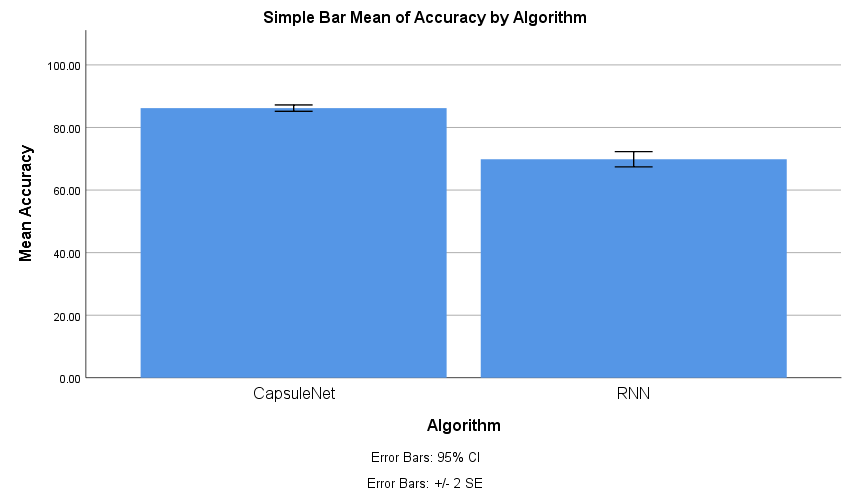 Simple Bar Mean of Accuracy by Algorithm
Mean Accuracy
100.00
80.00
60.00
40.00
20.00
0.00
CapsuleNet RNN
Algorithm
Error Bars: 95% CI
Error Bars: +/- 2 SE